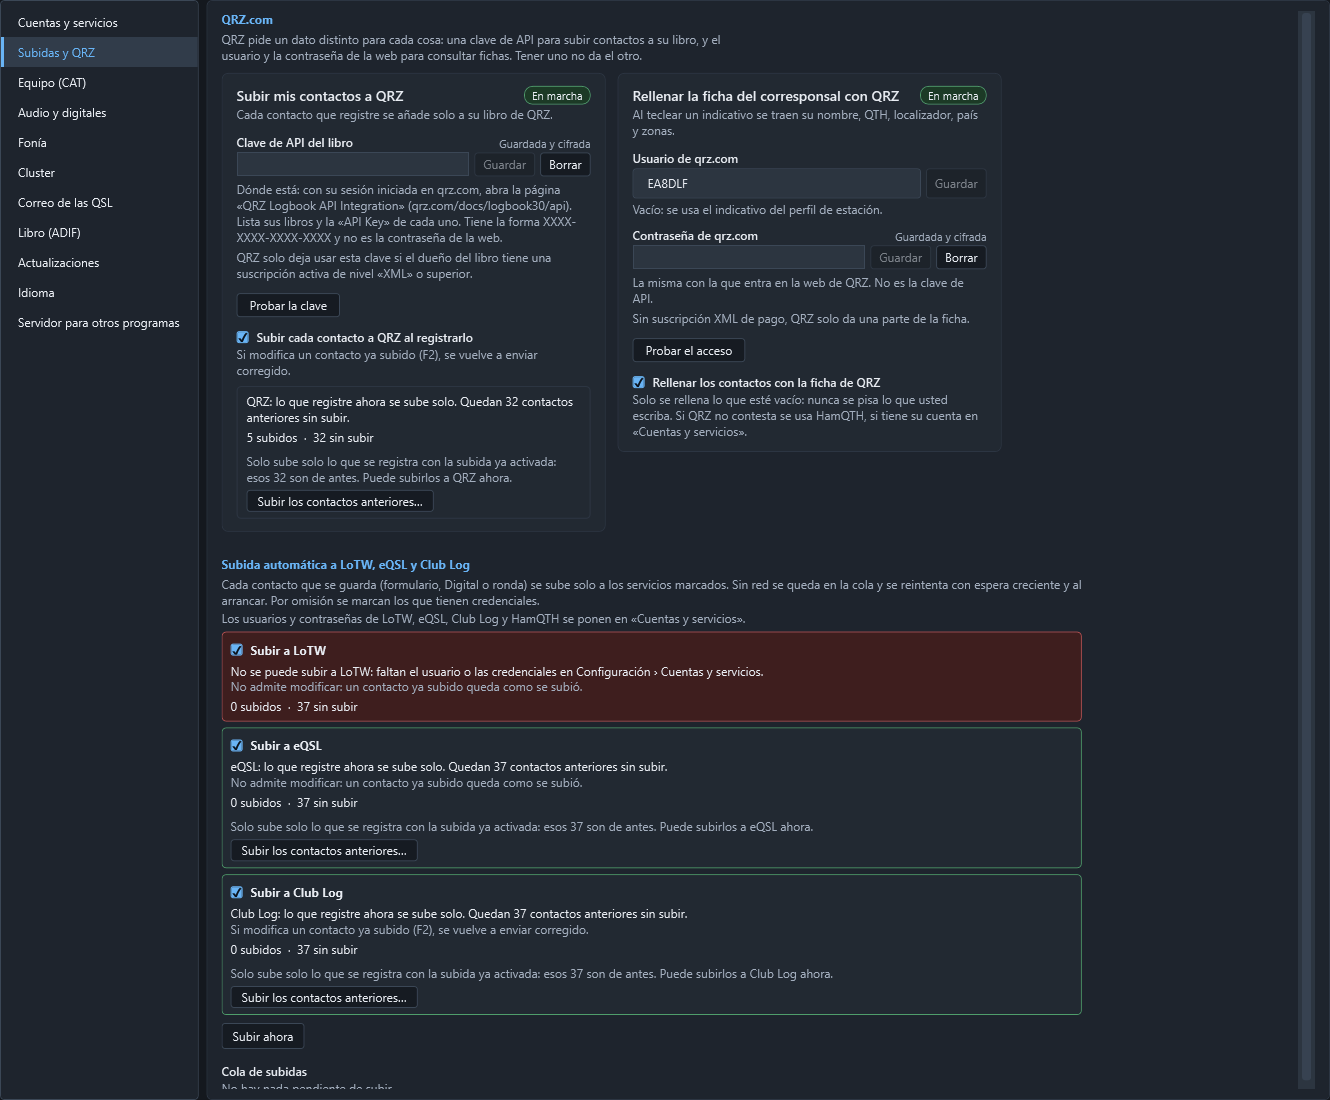 Cuentas y servicios
Subidas y QRZ
Equipo (CAT)
Audio y digitales
Fonía
Cluster
Correo de las QSL
Libro (ADIF)
Actualizaciones
Idioma
Servidor para otros programas
QRZ.com
QRZ pide un dato distinto para cada cosa: una clave de API para subir contactos a su libro, y el
usuario y la contraseña de la web para consultar fichas. Tener uno no da el otro.
Subir mis contactos a QRZ
En marcha
Cada contacto que registre se añade solo a su libro de QRZ.
Clave de API del libro
Guardada y cifrada
Guardar
Borrar
Dónde está: con su sesión iniciada en qrz.com, abra la página
«QRZ Logbook API Integration» (qrz.com/docs/logbook30/api).
Lista sus libros y la «API Key» de cada uno. Tiene la forma XXXX-
XXXX-XXXX-XXXX y no es la contraseña de la web.
QRZ solo deja usar esta clave si el dueño del libro tiene una
suscripción activa de nivel «XML» o superior.
Probar la clave
Subir cada contacto a QRZ al registrarlo
Si modifica un contacto ya subido (F2), se vuelve a enviar
corregido.
QRZ: lo que registre ahora se sube solo. Quedan 32 contactos
anteriores sin subir.
5 subidos · 32 sin subir
Solo sube solo lo que se registra con la subida ya activada:
esos 32 son de antes. Puede subirlos a QRZ ahora.
Subir los contactos anteriores...
Rellenar la ficha del corresponsal con QRZ
En marcha
Al teclear un indicativo se traen su nombre, QTH, localizador, país
y zonas.
Usuario de qrz.com
EA8DLF
Guardar
Vacío: se usa el indicativo del perfil de estación.
Contraseña de qrz.com
Guardada y cifrada
Guardar
Borrar
La misma con la que entra en la web de QRZ. No es la clave de
API.
Sin suscripción XML de pago, QRZ solo da una parte de la ficha.
Probar el acceso
Rellenar los contactos con la ficha de QRZ
Solo se rellena lo que esté vacío: nunca se pisa lo que usted
escriba. Si QRZ no contesta se usa HamQTH, si tiene su cuenta en
«Cuentas y servicios».
Subida automática a LoTW, eQSL y Club Log
Cada contacto que se guarda (formulario, Digital o ronda) se sube solo a los servicios marcados. Sin red se queda en la cola y se reintenta con espera creciente y al
arrancar. Por omisión se marcan los que tienen credenciales.
Los usuarios y contraseñas de LoTW, eQSL, Club Log y HamQTH se ponen en «Cuentas y servicios».
Subir a LoTW
No se puede subir a LoTW: faltan el usuario o las credenciales en Configuración › Cuentas y servicios.
No admite modificar: un contacto ya subido queda como se subió.
0 subidos · 37 sin subir
Subir a eQSL
eQSL: lo que registre ahora se sube solo. Quedan 37 contactos anteriores sin subir.
No admite modificar: un contacto ya subido queda como se subió.
0 subidos · 37 sin subir
Solo sube solo lo que se registra con la subida ya activada: esos 37 son de antes. Puede subirlos a eQSL ahora.
Subir los contactos anteriores...
Subir a Club Log
Club Log: lo que registre ahora se sube solo. Quedan 37 contactos anteriores sin subir.
Si modifica un contacto ya subido (F2), se vuelve a enviar corregido.
0 subidos · 37 sin subir
Solo sube solo lo que se registra con la subida ya activada: esos 37 son de antes. Puede subirlos a Club Log ahora.
Subir los contactos anteriores...
Subir ahora
Cola de subidas
No hay nada pendiente de subir